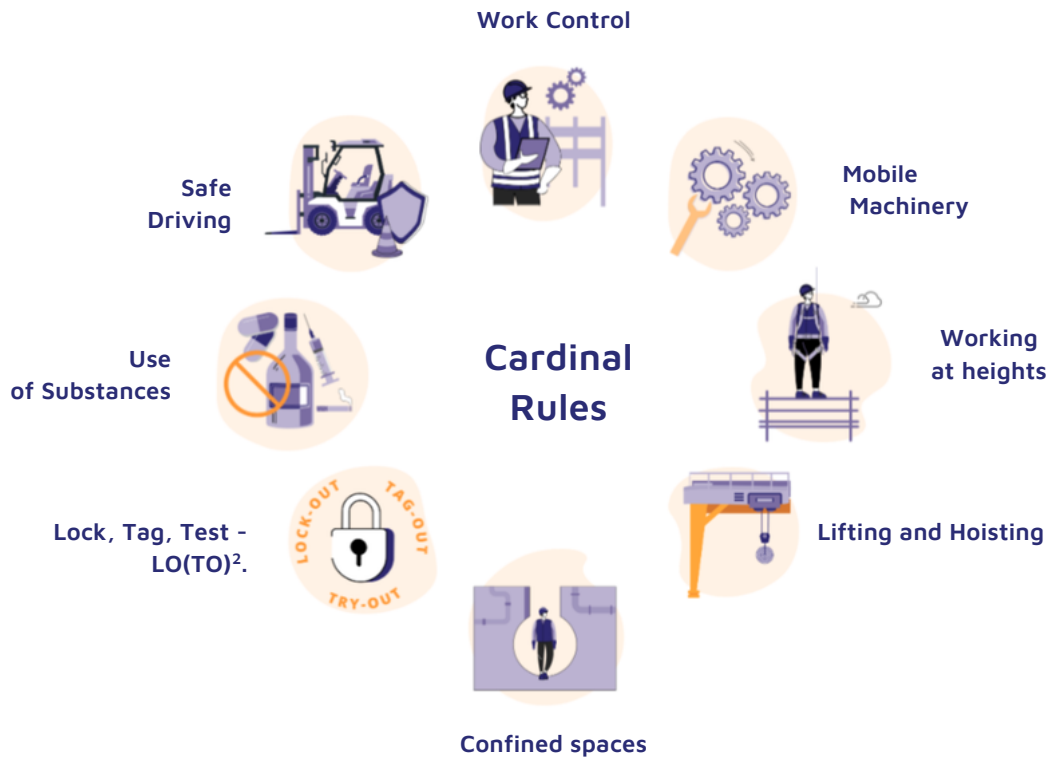 Work Control
Safe
Driving
Mobile
Machinery
Use
of Substances
Cardinal
Rules
Working
at heights
Lock, Tag, Test -
LO(TO)².
LOCK-OUT
TAG-OUT
TRY-OUT
Lifting and Hoisting
Confined spaces